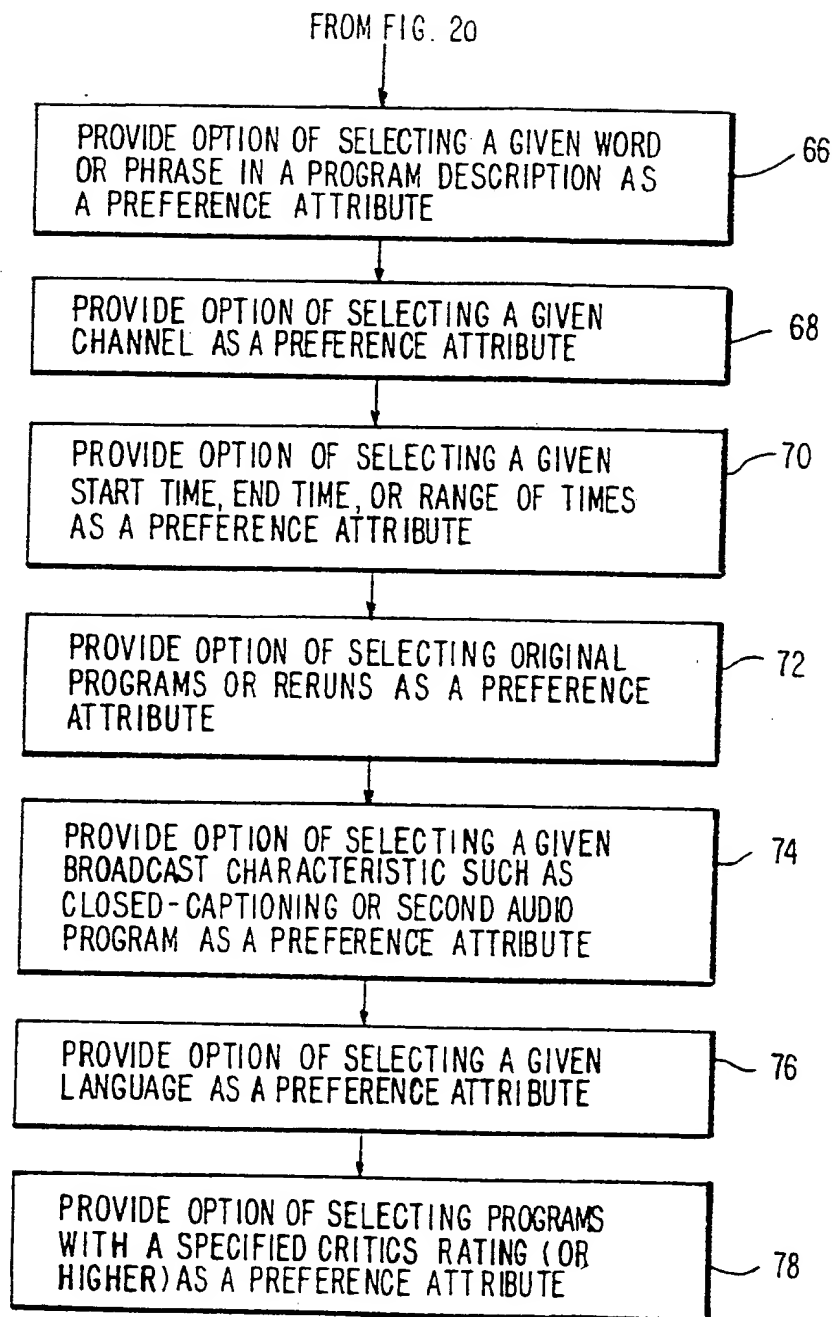 FROM FIG. 2a
PROVIDE OPTION OF SELECTING A GIVEN WORD
OR PHRASE IN A PROGRAM DESCRIPTION AS
A PREFERENCE ATTRIBUTE
66
PROVIDE OPTION OF SELECTING A GIVEN
CHANNEL AS A PREFERENCE ATTRIBUTE
68
PROVIDE OPTION OF SELECTING A GIVEN
START TIME, END TIME, OR RANGE OF TIMES
AS A PREFERENCE ATTRIBUTE
70
PROVIDE OPTION OF SELECTING ORIGINAL
PROGRAMS OR RERUNS AS A PREFERENCE
ATTRIBUTE
72
PROVIDE OPTION OF SELECTING A GIVEN
BROADCAST CHARACTERISTIC SUCH AS
CLOSED-CAPTIONING OR SECOND AUDIO
PROGRAM AS A PREFERENCE ATTRIBUTE
74
PROVIDE OPTION OF SELECTING A GIVEN
LANGUAGE AS A PREFERENCE ATTRIBUTE
76
PROVIDE OPTION OF SELECTING PROGRAMS
WITH A SPECIFIED CRITICS RATING (OR
HIGHER) AS A PREFERENCE ATTRIBUTE
78